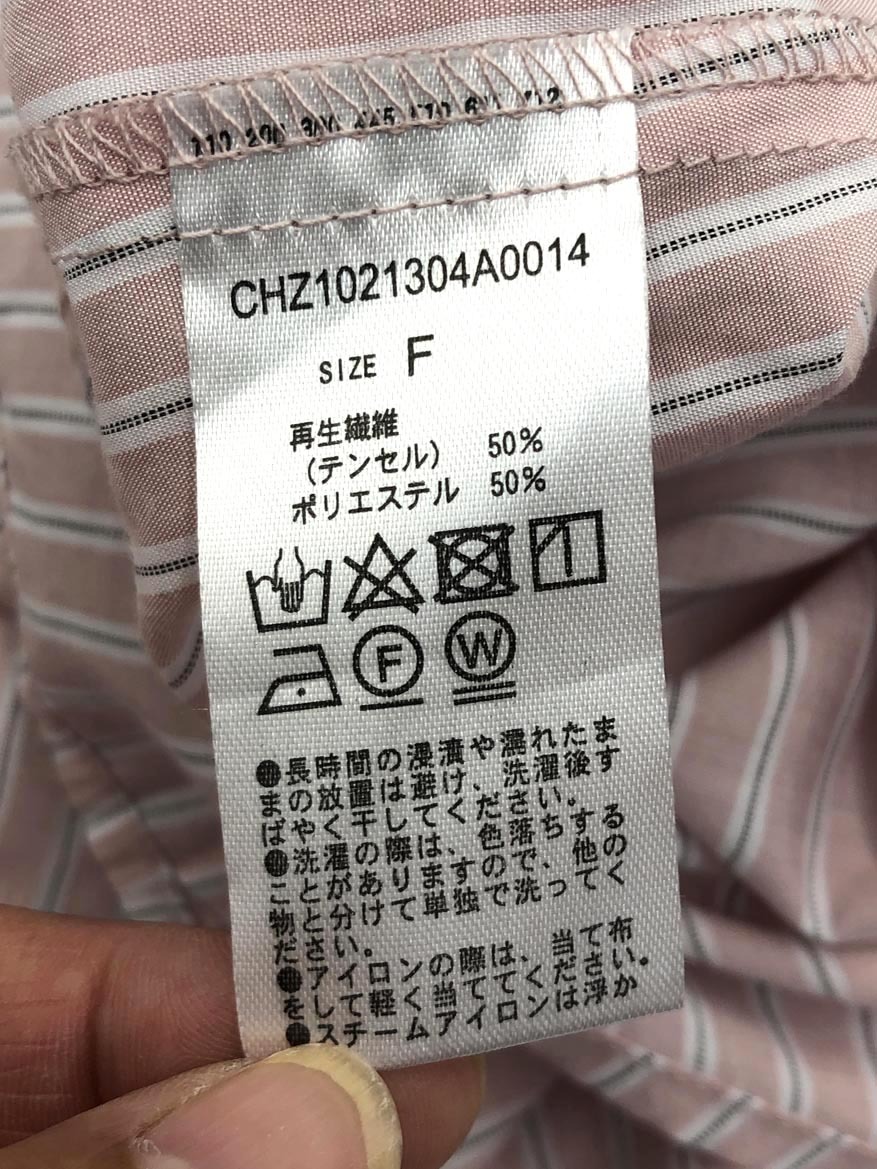 CHZ1021304A0014
SIZE F
再生繊維
(テンセル) 50%
ポリエステル 50%
F W
●長時間の浸漬や濡れたま
まの放置は避け、洗濯後す
ばやく干してください。
●洗濯の際は、色落ちする
ことがありますので、他の
物と分けて単独で洗ってく
ださい。
●アイロンの際は、当て布
をして軽く当ててください。
●スチームアイロンは浮か